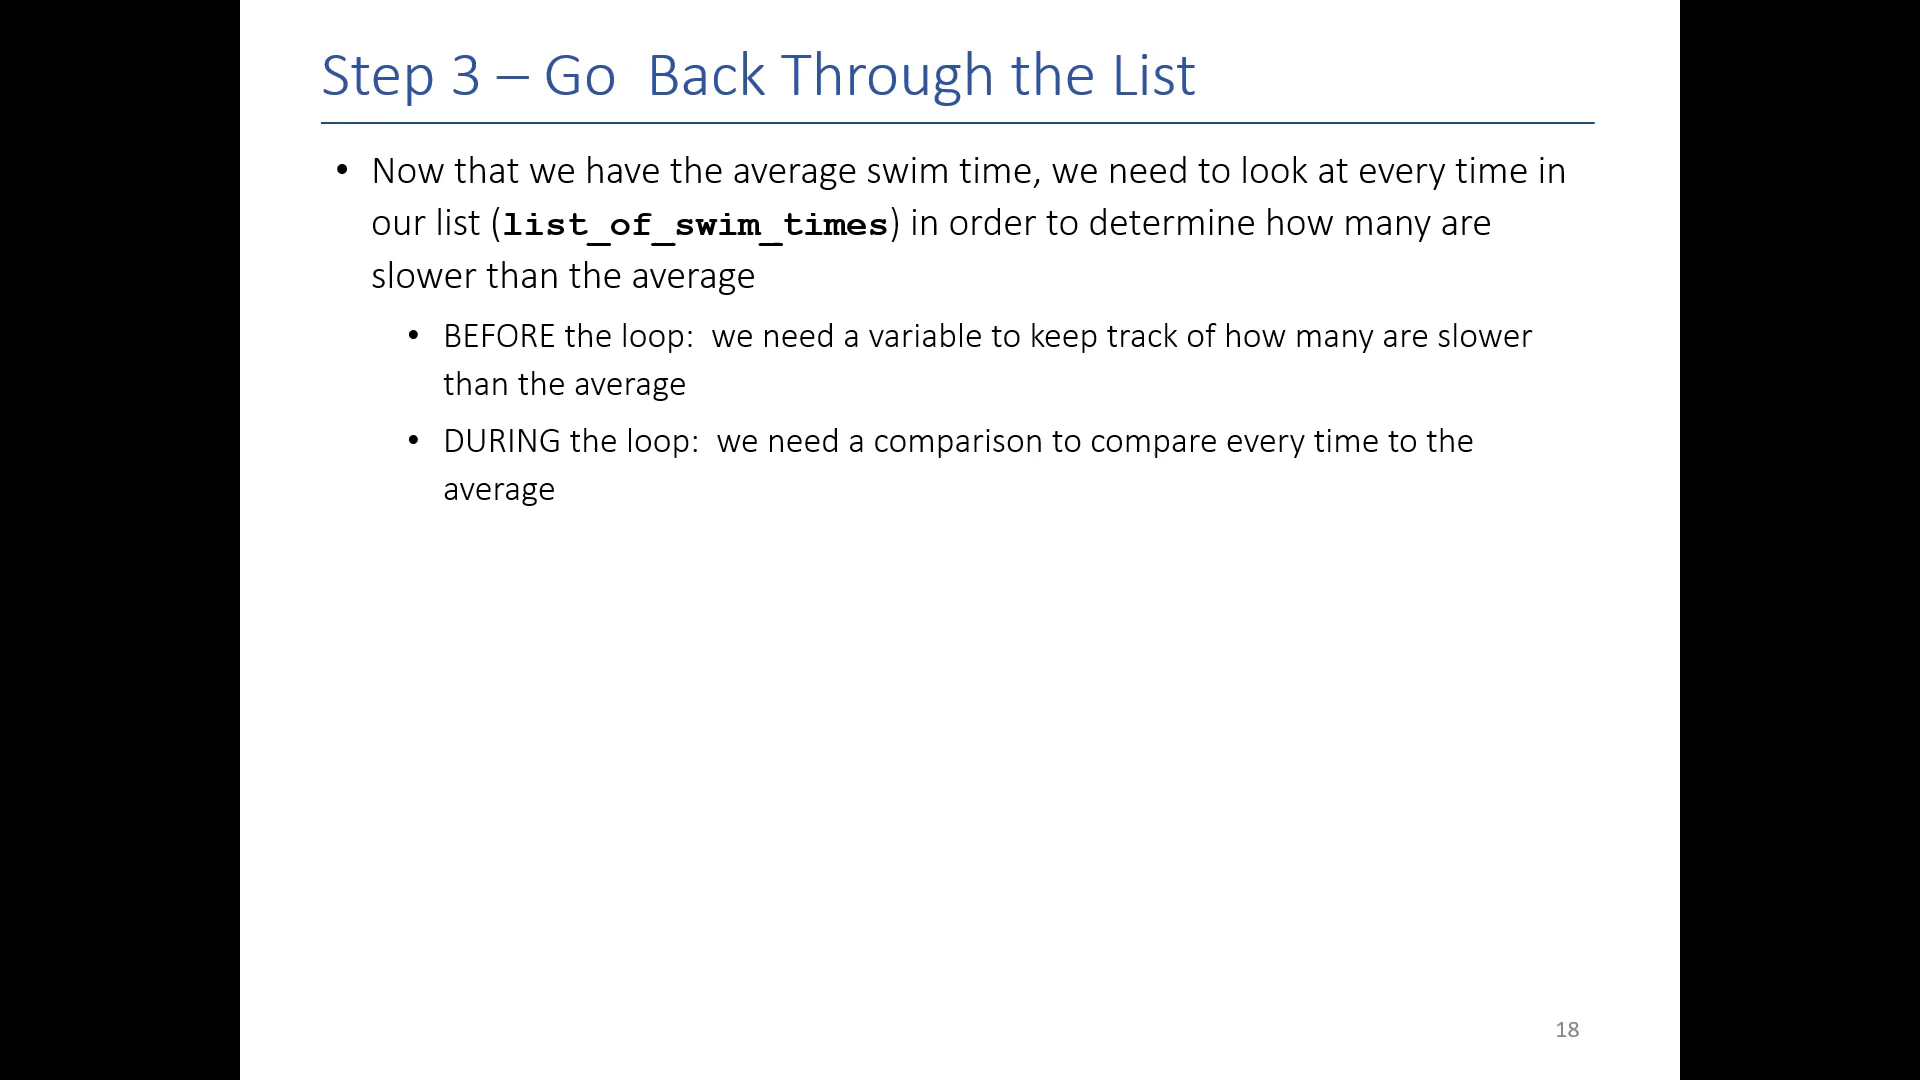 Step 3 – Go  Back Through the List
• Now that we have the average swim time, we need to look at every time in
our list (list_of_swim_times) in order to determine how many are
slower than the average
• BEFORE the loop:  we need a variable to keep track of how many are slower
than the average
• DURING the loop:  we need a comparison to compare every time to the
average
18